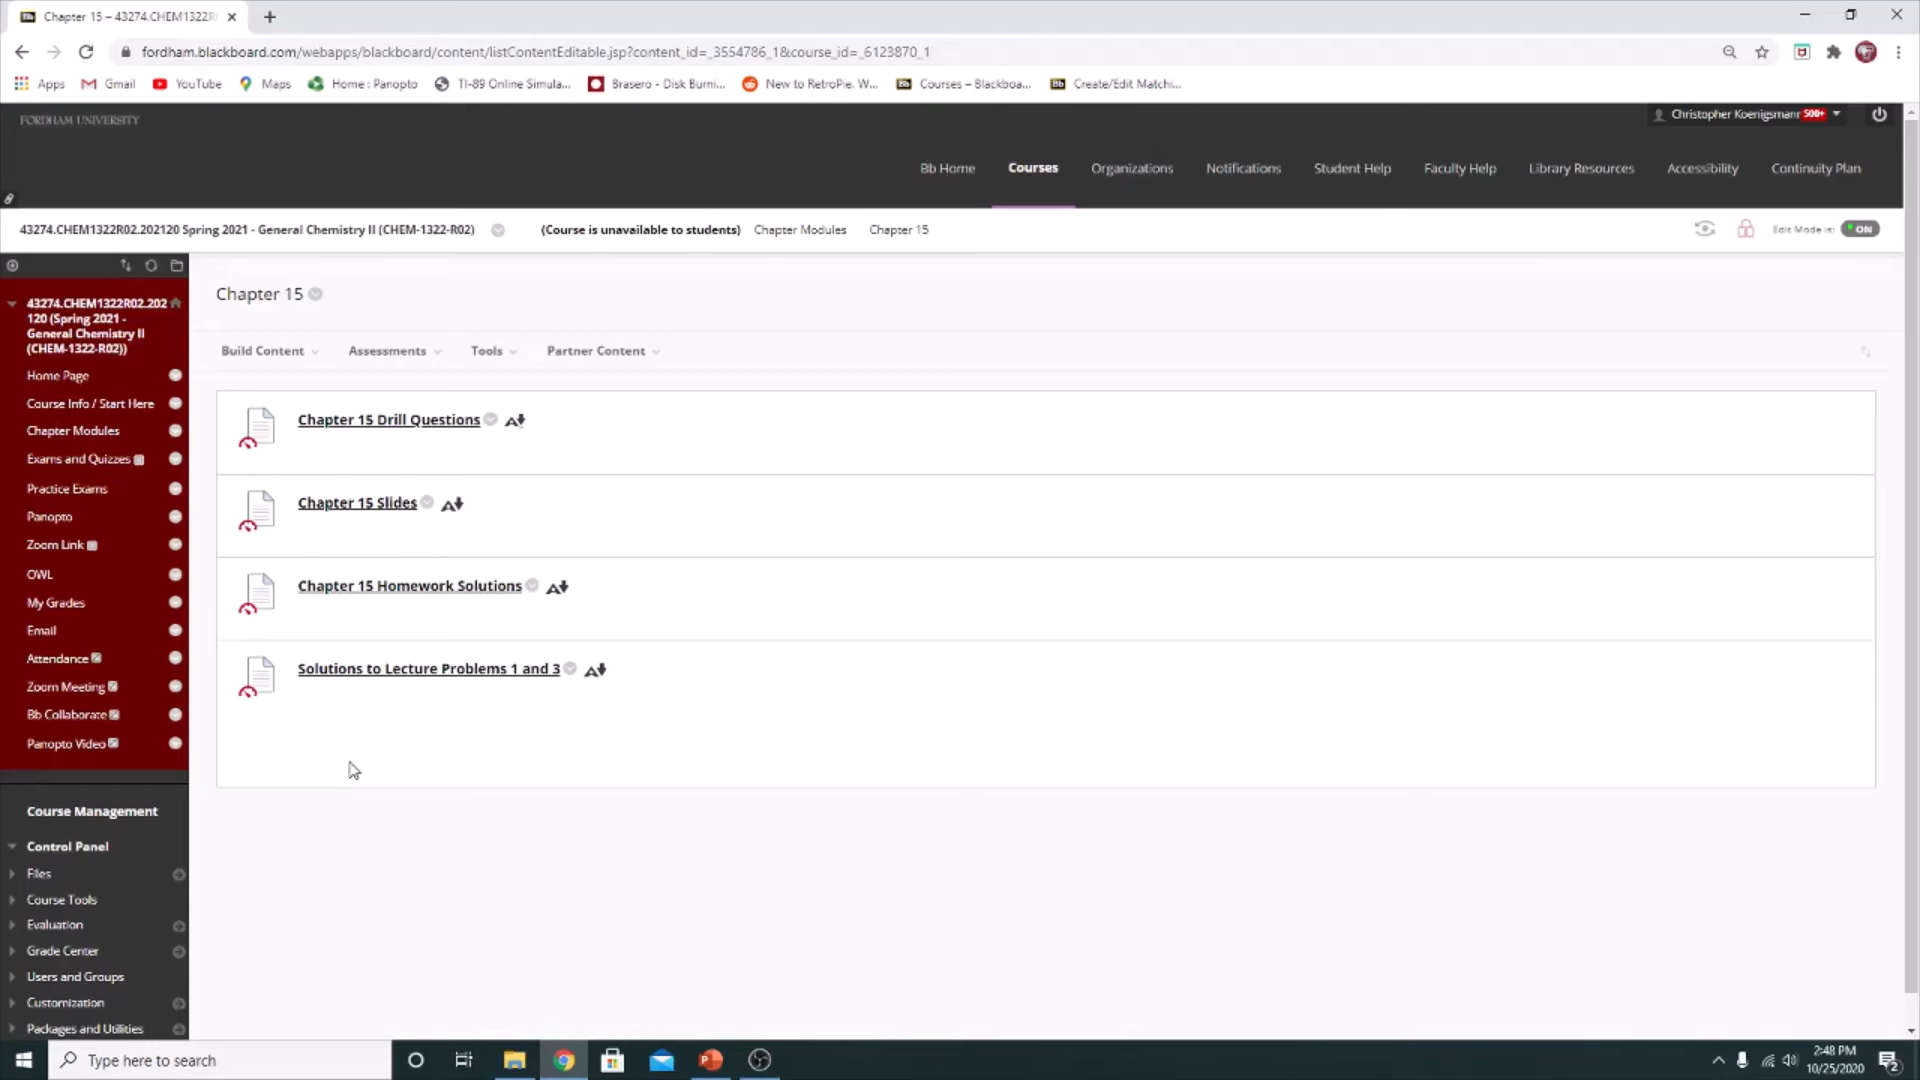 Chapter 15 – 43274.CHEM1322R
fordham.blackboard.com/webapps/blackboard/content/listContentEditable.jsp?content_id=_3554786_1&course_id=_6123870_1
Apps Gmail YouTube Maps Home : Panopto TI-89 Online Simula... Brasero - Disk Burni... New to RetroPie. W... Courses – Blackboa... Create/Edit Matchi...
FORDHAM UNIVERSITY
Christopher Koenigsmann 500+
Bb Home Courses Organizations Notifications Student Help Faculty Help Library Resources Accessibility Continuity Plan
43274.CHEM1322R02.202120 Spring 2021 - General Chemistry II (CHEM-1322-R02) (Course is unavailable to students) Chapter Modules Chapter 15 Edit Mode is: ON
43274.CHEM1322R02.202
120 (Spring 2021 -
General Chemistry II
(CHEM-1322-R02))
Home Page
Course Info / Start Here
Chapter Modules
Exams and Quizzes
Practice Exams
Panopto
Zoom Link
OWL
My Grades
Email
Attendance
Zoom Meeting
Bb Collaborate
Panopto Video
Course Management
Control Panel
Files
Course Tools
Evaluation
Grade Center
Users and Groups
Customization
Packages and Utilities
Chapter 15
Build Content Assessments Tools Partner Content
Chapter 15 Drill Questions
Chapter 15 Slides
Chapter 15 Homework Solutions
Solutions to Lecture Problems 1 and 3
Type here to search
2:48 PM
10/25/2020
2